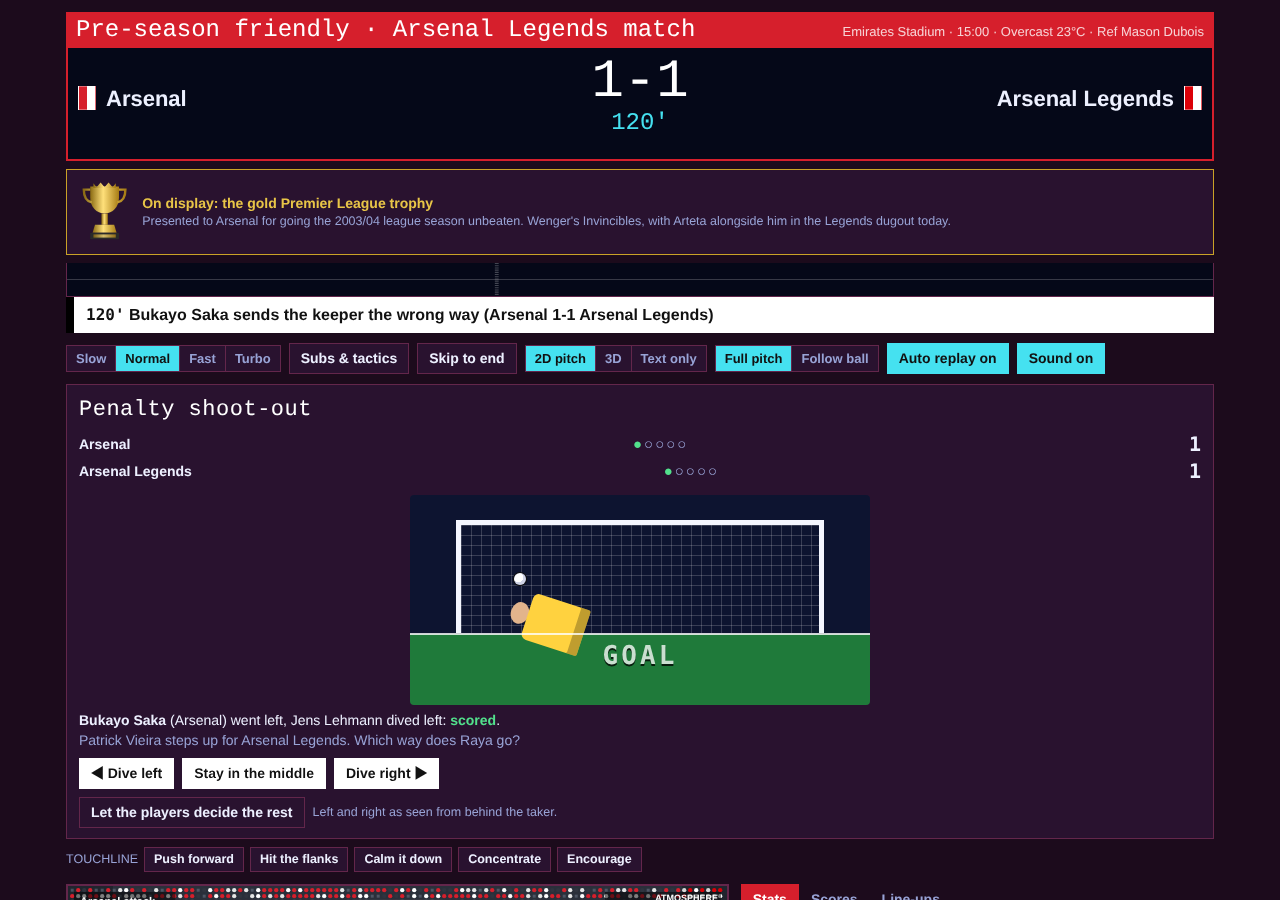 Pre-season friendly · Arsenal Legends match
Emirates Stadium · 15:00 · Overcast 23°C · Ref Mason Dubois
Arsenal
1-1
Arsenal Legends
120'
On display: the gold Premier League trophy
Presented to Arsenal for going the 2003/04 league season unbeaten. Wenger's Invincibles, with Arteta alongside him in the Legends dugout today.
120' Bukayo Saka sends the keeper the wrong way (Arsenal 1-1 Arsenal Legends)
Slow Normal Fast Turbo Subs & tactics Skip to end 2D pitch 3D Text only Full pitch Follow ball Auto replay on Sound on
Penalty shoot-out
Arsenal 1
Arsenal Legends 1
GOAL
Bukayo Saka (Arsenal) went left, Jens Lehmann dived left: scored.
Patrick Vieira steps up for Arsenal Legends. Which way does Raya go?
Dive left Stay in the middle Dive right
Let the players decide the rest Left and right as seen from behind the taker.
TOUCHLINE Push forward Hit the flanks Calm it down Concentrate Encourage
Arsenal attack ATMOSPHERE Stats Scores Line-ups